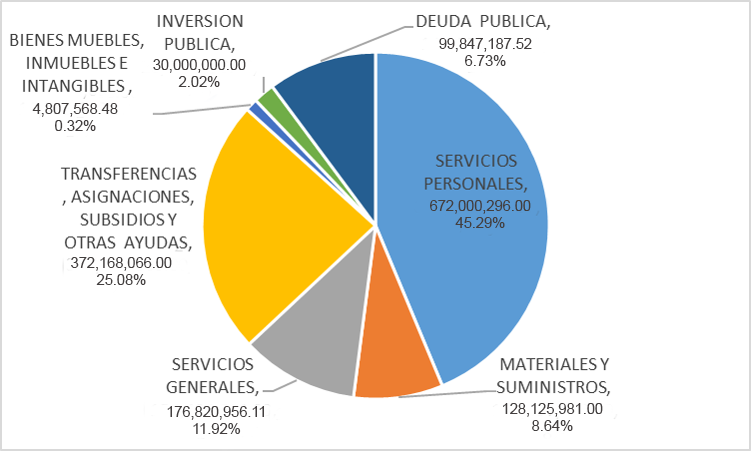 DEUDA PUBLICA,
99,847,187.52
6.73%
INVERSION
PUBLICA,
30,000,000.00
2.02%
BIENES MUEBLES,
INMUEBLES E
INTANGIBLES ,
4,807,568.48
0.32%
SERVICIOS
PERSONALES,
672,000,296.00
45.29%
TRANSFERENCIAS
, ASIGNACIONES,
SUBSIDIOS Y
OTRAS AYUDAS,
372,168,066.00
25.08%
SERVICIOS
GENERALES,
176,820,956.11
11.92%
MATERIALES Y
SUMINISTROS,
128,125,981.00
8.64%